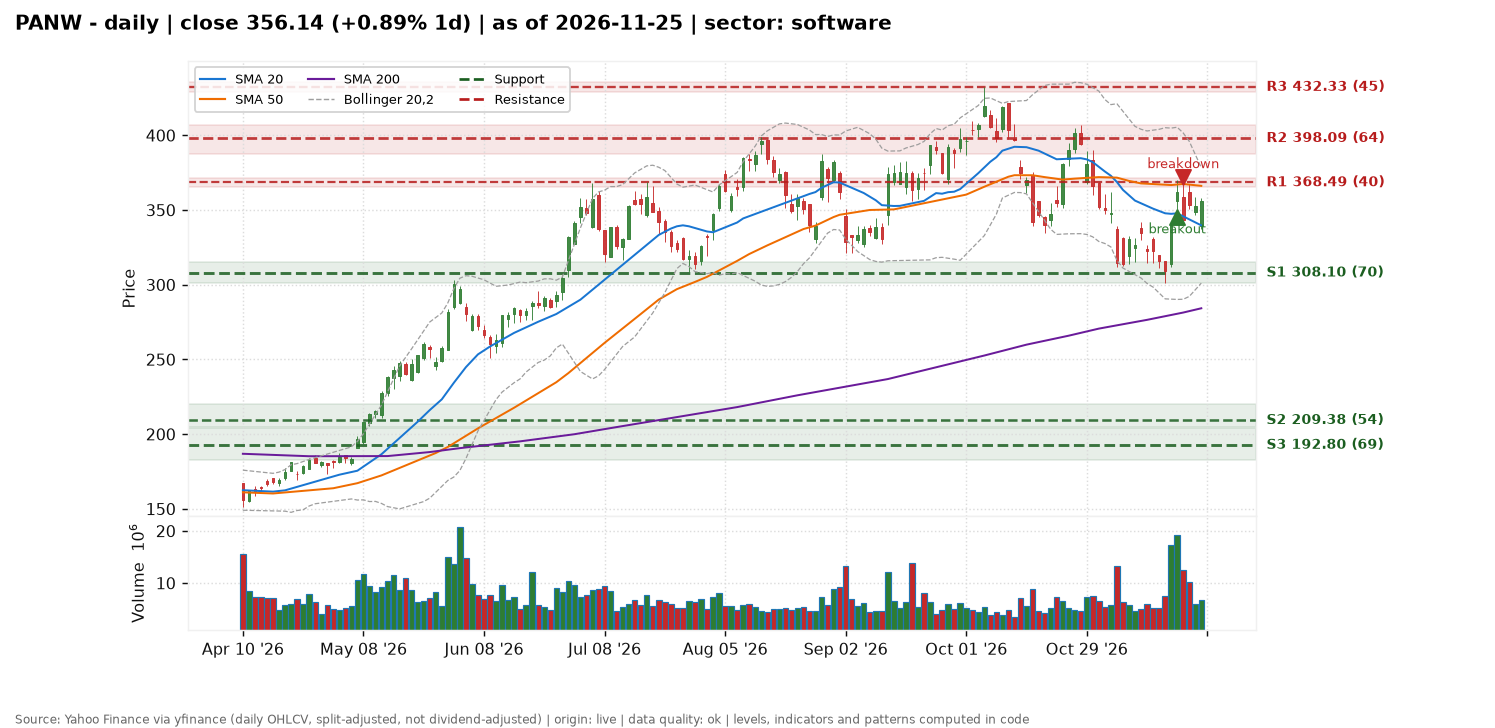 PANW - daily | close 356.14 (+0.89% 1d) | as of 2026-11-25 | sector: software
SMA 20
SMA 50
SMA 200
Bollinger 20,2
Support
Resistance
R3 432.33 (45)
R2 398.09 (64)
R1 368.49 (40)
S1 308.10 (70)
S2 209.38 (54)
S3 192.80 (69)
breakdown
breakout
Price
400
350
300
250
200
150
Volume 10⁶
20
10
Apr 10 '26
May 08 '26
Jun 08 '26
Jul 08 '26
Aug 05 '26
Sep 02 '26
Oct 01 '26
Oct 29 '26
Source: Yahoo Finance via yfinance (daily OHLCV, split-adjusted, not dividend-adjusted) | origin: live | data quality: ok | levels, indicators and patterns computed in code